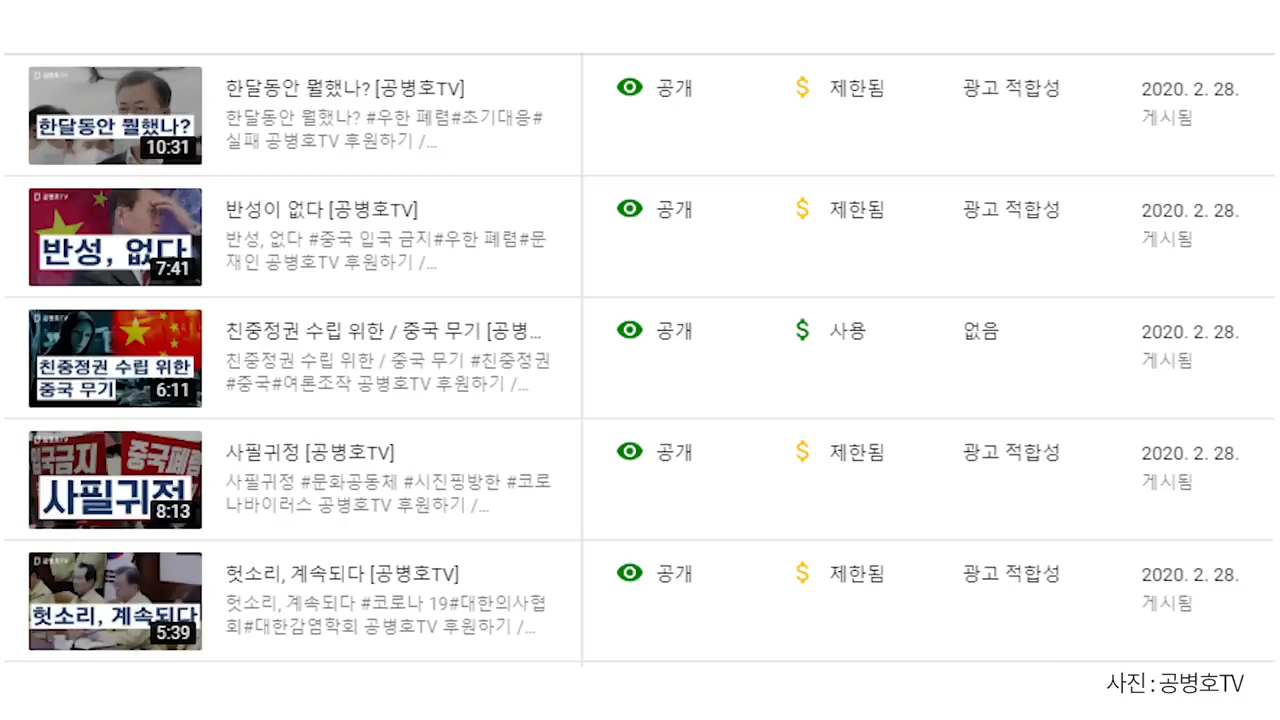 한달동안 뭘했나?
10:31
한달동안 뭘했나? [공병호TV]
한달동안 뭘했나? #우한 폐렴#초기대응#
실패 공병호TV 후원하기 /...
공개
제한됨
광고 적합성
2020. 2. 28.
게시됨
공병호TV
반성, 없다
7:41
반성이 없다 [공병호TV]
반성, 없다 #중국 입국 금지#우한 폐렴#문
재인 공병호TV 후원하기 /...
공개
제한됨
광고 적합성
2020. 2. 28.
게시됨
공병호TV
친중정권 수립 위한
중국 무기
6:11
친중정권 수립 위한 / 중국 무기 [공병...
친중정권 수립 위한 / 중국 무기 #친중정권
#중국#여론조작 공병호TV 후원하기 /...
공개
사용
없음
2020. 2. 28.
게시됨
입국금지
중국폐렴
사필귀정
8:13
사필귀정 [공병호TV]
사필귀정 #문화공동체 #시진핑방한 #코로
나바이러스 공병호TV 후원하기 /...
공개
제한됨
광고 적합성
2020. 2. 28.
게시됨
공병호TV
헛소리, 계속되다
5:39
헛소리, 계속되다 [공병호TV]
헛소리, 계속되다 #코로나 19#대한의사협
회#대한감염학회 공병호TV 후원하기 /...
공개
제한됨
광고 적합성
2020. 2. 28.
게시됨
사진 : 공병호TV